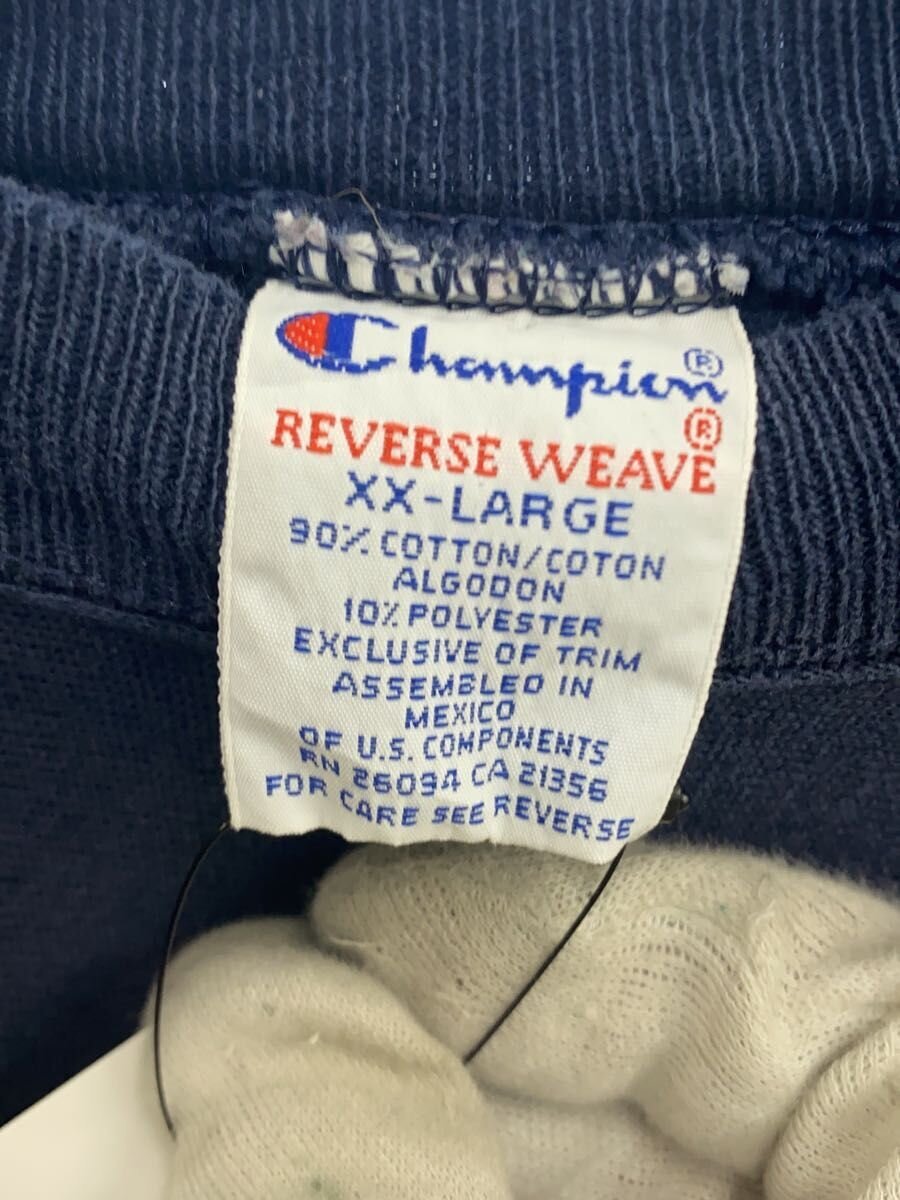 Champion®
REVERSE WEAVE®
XX-LARGE
90% COTTON/COTON
ALGODON
10% POLYESTER
EXCLUSIVE OF TRIM
ASSEMBLED IN
MEXICO
OF U.S. COMPONENTS
RN 26094 CA 21356
FOR CARE SEE REVERSE